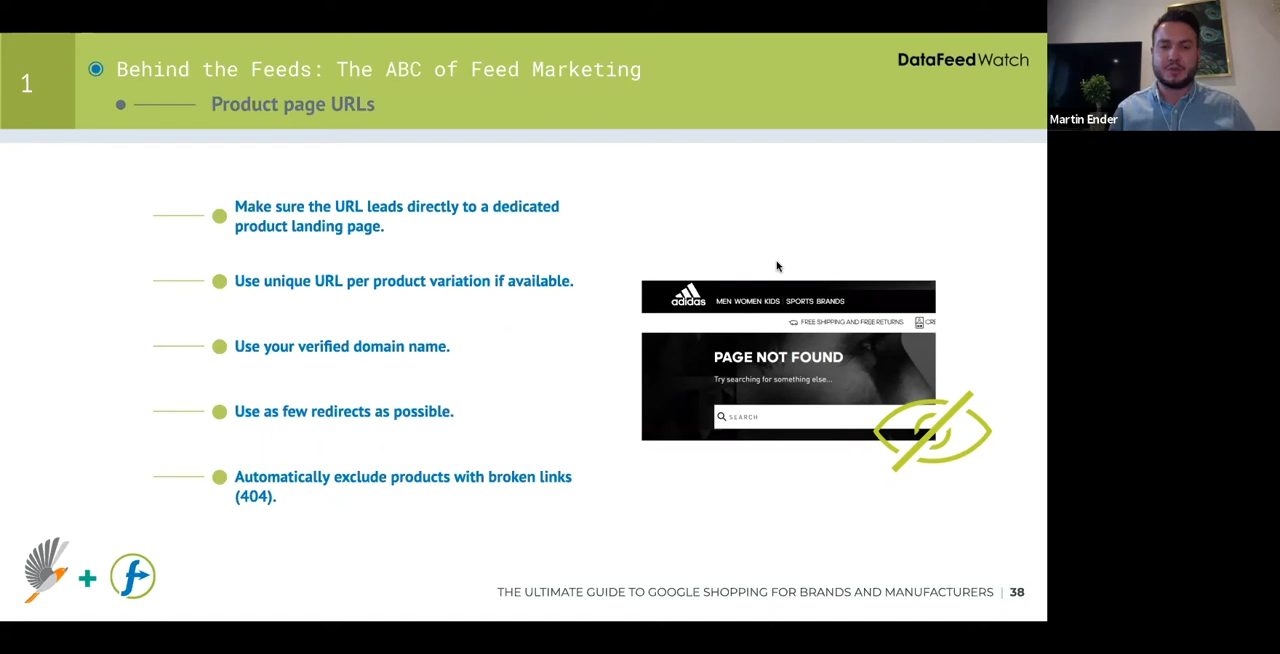 1
Behind the Feeds: The ABC of Feed Marketing
Product page URLs
DataFeedWatch
Martin Ender
Make sure the URL leads directly to a dedicated
product landing page.
Use unique URL per product variation if available.
Use your verified domain name.
Use as few redirects as possible.
Automatically exclude products with broken links
(404).
adidas
MEN WOMEN KIDS SPORTS BRANDS
FREE SHIPPING AND FREE RETURNS
CRE
PAGE NOT FOUND
Try searching for something else...
SEARCH
f
THE ULTIMATE GUIDE TO GOOGLE SHOPPING FOR BRANDS AND MANUFACTURERS | 38